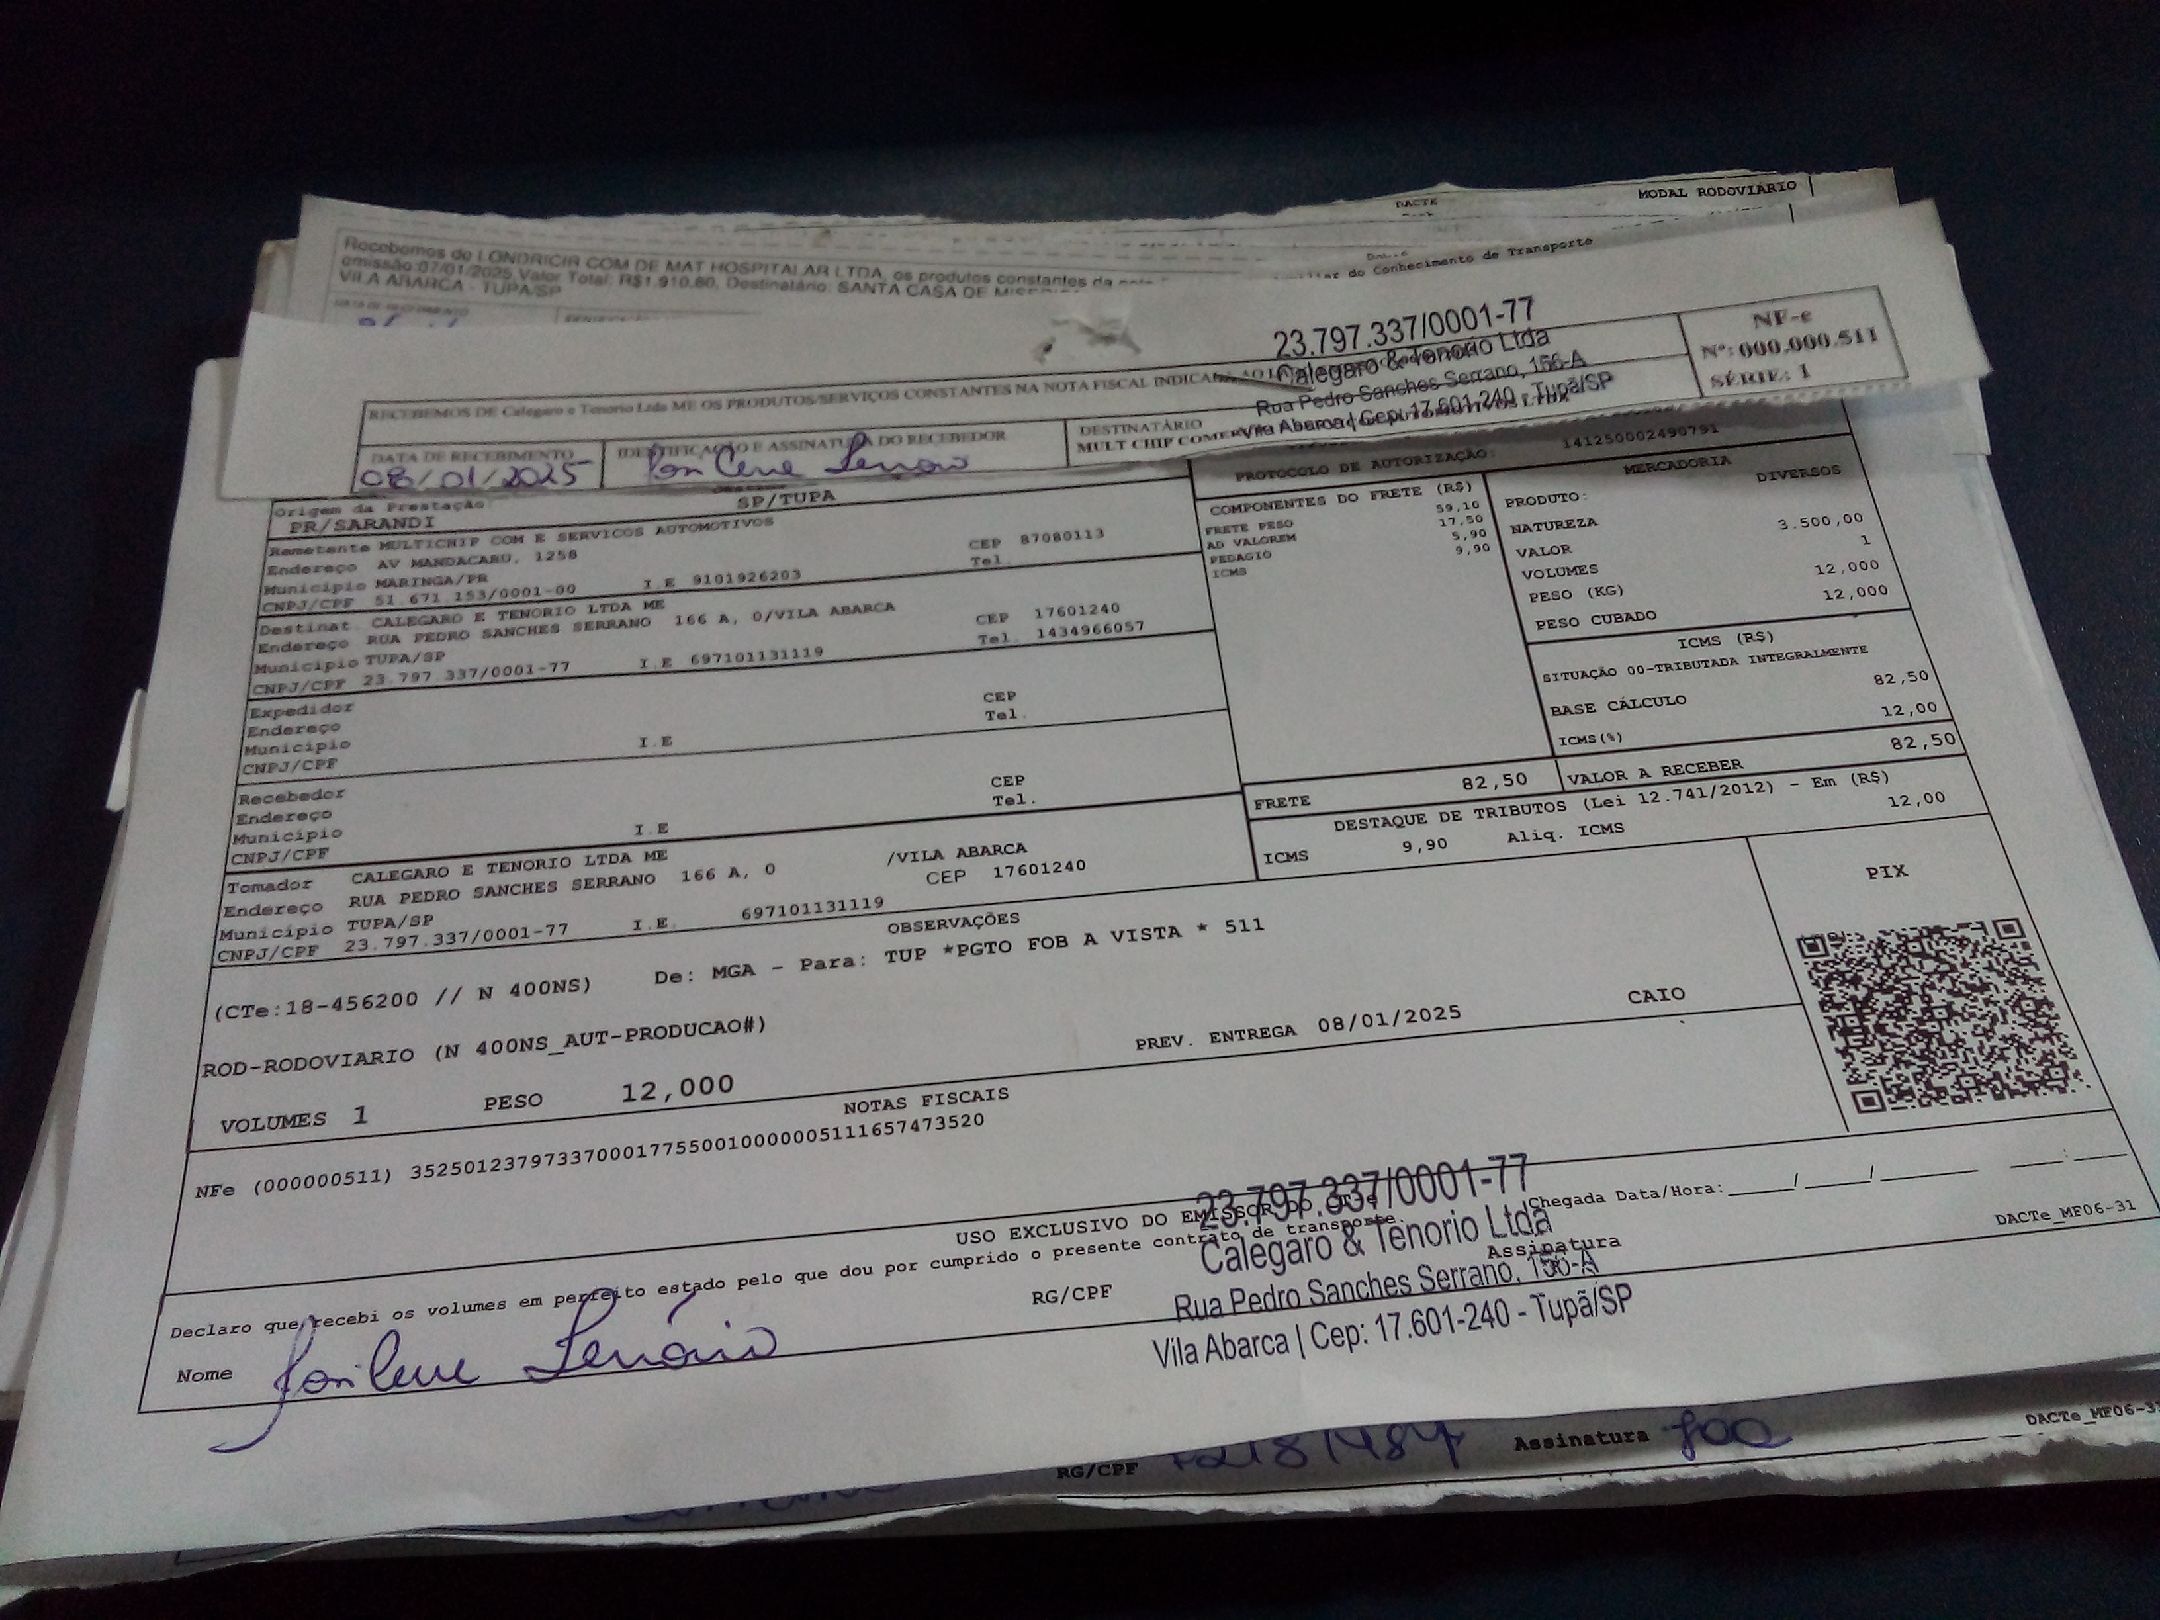 DACTE
MODAL RODOVIÁRIO
Recebemos de LONDRICIR COM DE MAT HOSPITALAR LTDA, os produtos constantes da
emissão:07/01/2025 Valor Total: R$1.910.80, Destinatário: SANTA CASA DE
VILA ABARCA - TUPA/SP
do Conhecimento de Transporte
23.797.337/0001-77
Calegaro & Tenorio Ltda
Rua Pedro Sanches Serrano, 156-A
Vila Abarca | Cep: 17.601-240 - Tupã/SP
NF-e
Nº: 000.000.511
SÉRIE: 1
RECEBEMOS DE Calegaro e Tenorio Ltda ME OS PRODUTOS/SERVIÇOS CONSTANTES NA NOTA FISCAL
DATA DE RECEBIMENTO
08/01/2025
IDENTIFICAÇÃO E ASSINATURA DO RECEBEDOR
DESTINATÁRIO
MULT CHIP
PROTOCOLO DE AUTORIZAÇÃO: 141250002490791
Origem da Prestação
PR/SARANDI
SP/TUPA
Remetente MULTICHIP COM E SERVICOS AUTOMOTIVOS
Endereço AV MANDACARU, 1258 CEP 87080113
Município MARINGA/PR Tel.
CNPJ/CPF 51.671.153/0001-00 I.E 9101926203
Destinat. CALEGARO E TENORIO LTDA ME
Endereço RUA PEDRO SANCHES SERRANO 166 A, 0/VILA ABARCA CEP 17601240
Município TUPA/SP Tel. 1434966057
CNPJ/CPF 23.797.337/0001-77 I.E 697101131119
Expedidor
Endereço CEP
Município Tel.
CNPJ/CPF I.E
Recebedor
Endereço CEP
Município Tel.
CNPJ/CPF I.E
Tomador CALEGARO E TENORIO LTDA ME
Endereço RUA PEDRO SANCHES SERRANO 166 A, 0 /VILA ABARCA
Município TUPA/SP CEP 17601240
CNPJ/CPF 23.797.337/0001-77 I.E. 697101131119
COMPONENTES DO FRETE (R$)
FRETE PESO 59,10
AD VALOREM 17,50
PEDAGIO 5,90
ICMS 9,90
MERCADORIA
PRODUTO: DIVERSOS
NATUREZA
VALOR 3.500,00
VOLUMES 1
PESO (KG) 12,000
PESO CUBADO 12,000
ICMS (R$)
SITUAÇÃO 00-TRIBUTADA INTEGRALMENTE
BASE CÁLCULO 82,50
ICMS(%) 12,00
FRETE 82,50
VALOR A RECEBER 82,50
DESTAQUE DE TRIBUTOS (Lei 12.741/2012) - Em (R$)
ICMS 9,90 Aliq. ICMS 12,00
OBSERVAÇÕES
(CTe:18-456200 // N 400NS) De: MGA - Para: TUP *PGTO FOB A VISTA * 511
ROD-RODOVIARIO (N 400NS_AUT-PRODUCAO#)
PREV. ENTREGA 08/01/2025 CAIO
VOLUMES 1 PESO 12,000
PIX
NOTAS FISCAIS
NFe (000000511) 35250123797337000177550010000005111657473520
USO EXCLUSIVO DO EMISSOR DO CT-e
Declaro que recebi os volumes em perfeito estado pelo que dou por cumprido o presente contrato de transporte.
Chegada Data/Hora:_____/_____/_______ ____:____
Nome
RG/CPF
Assinatura
DACTe_MF06-31
23.797.337/0001-77
Calegaro & Tenorio Ltda
Rua Pedro Sanches Serrano, 156-A
Vila Abarca | Cep: 17.601-240 - Tupã/SP
RG/CPF
Assinatura
DACTe_MF06-31